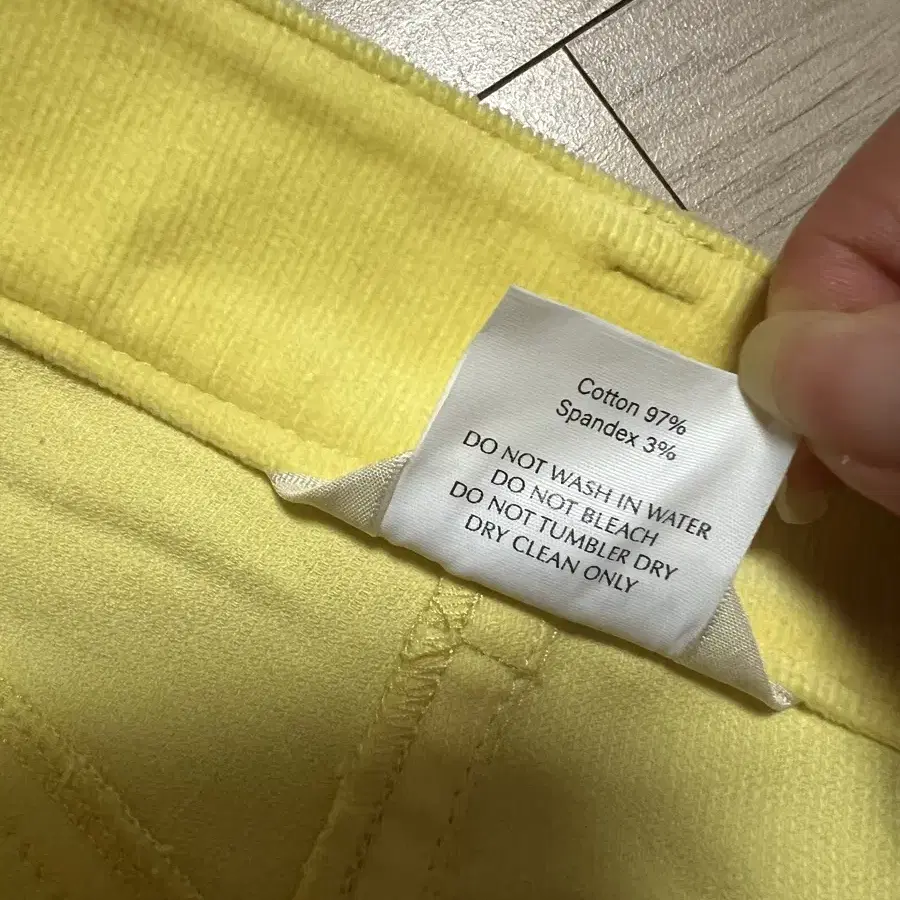 Cotton 97%
Spandex 3%
DO NOT WASH IN WATER
DO NOT BLEACH
DO NOT TUMBLER DRY
DRY CLEAN ONLY